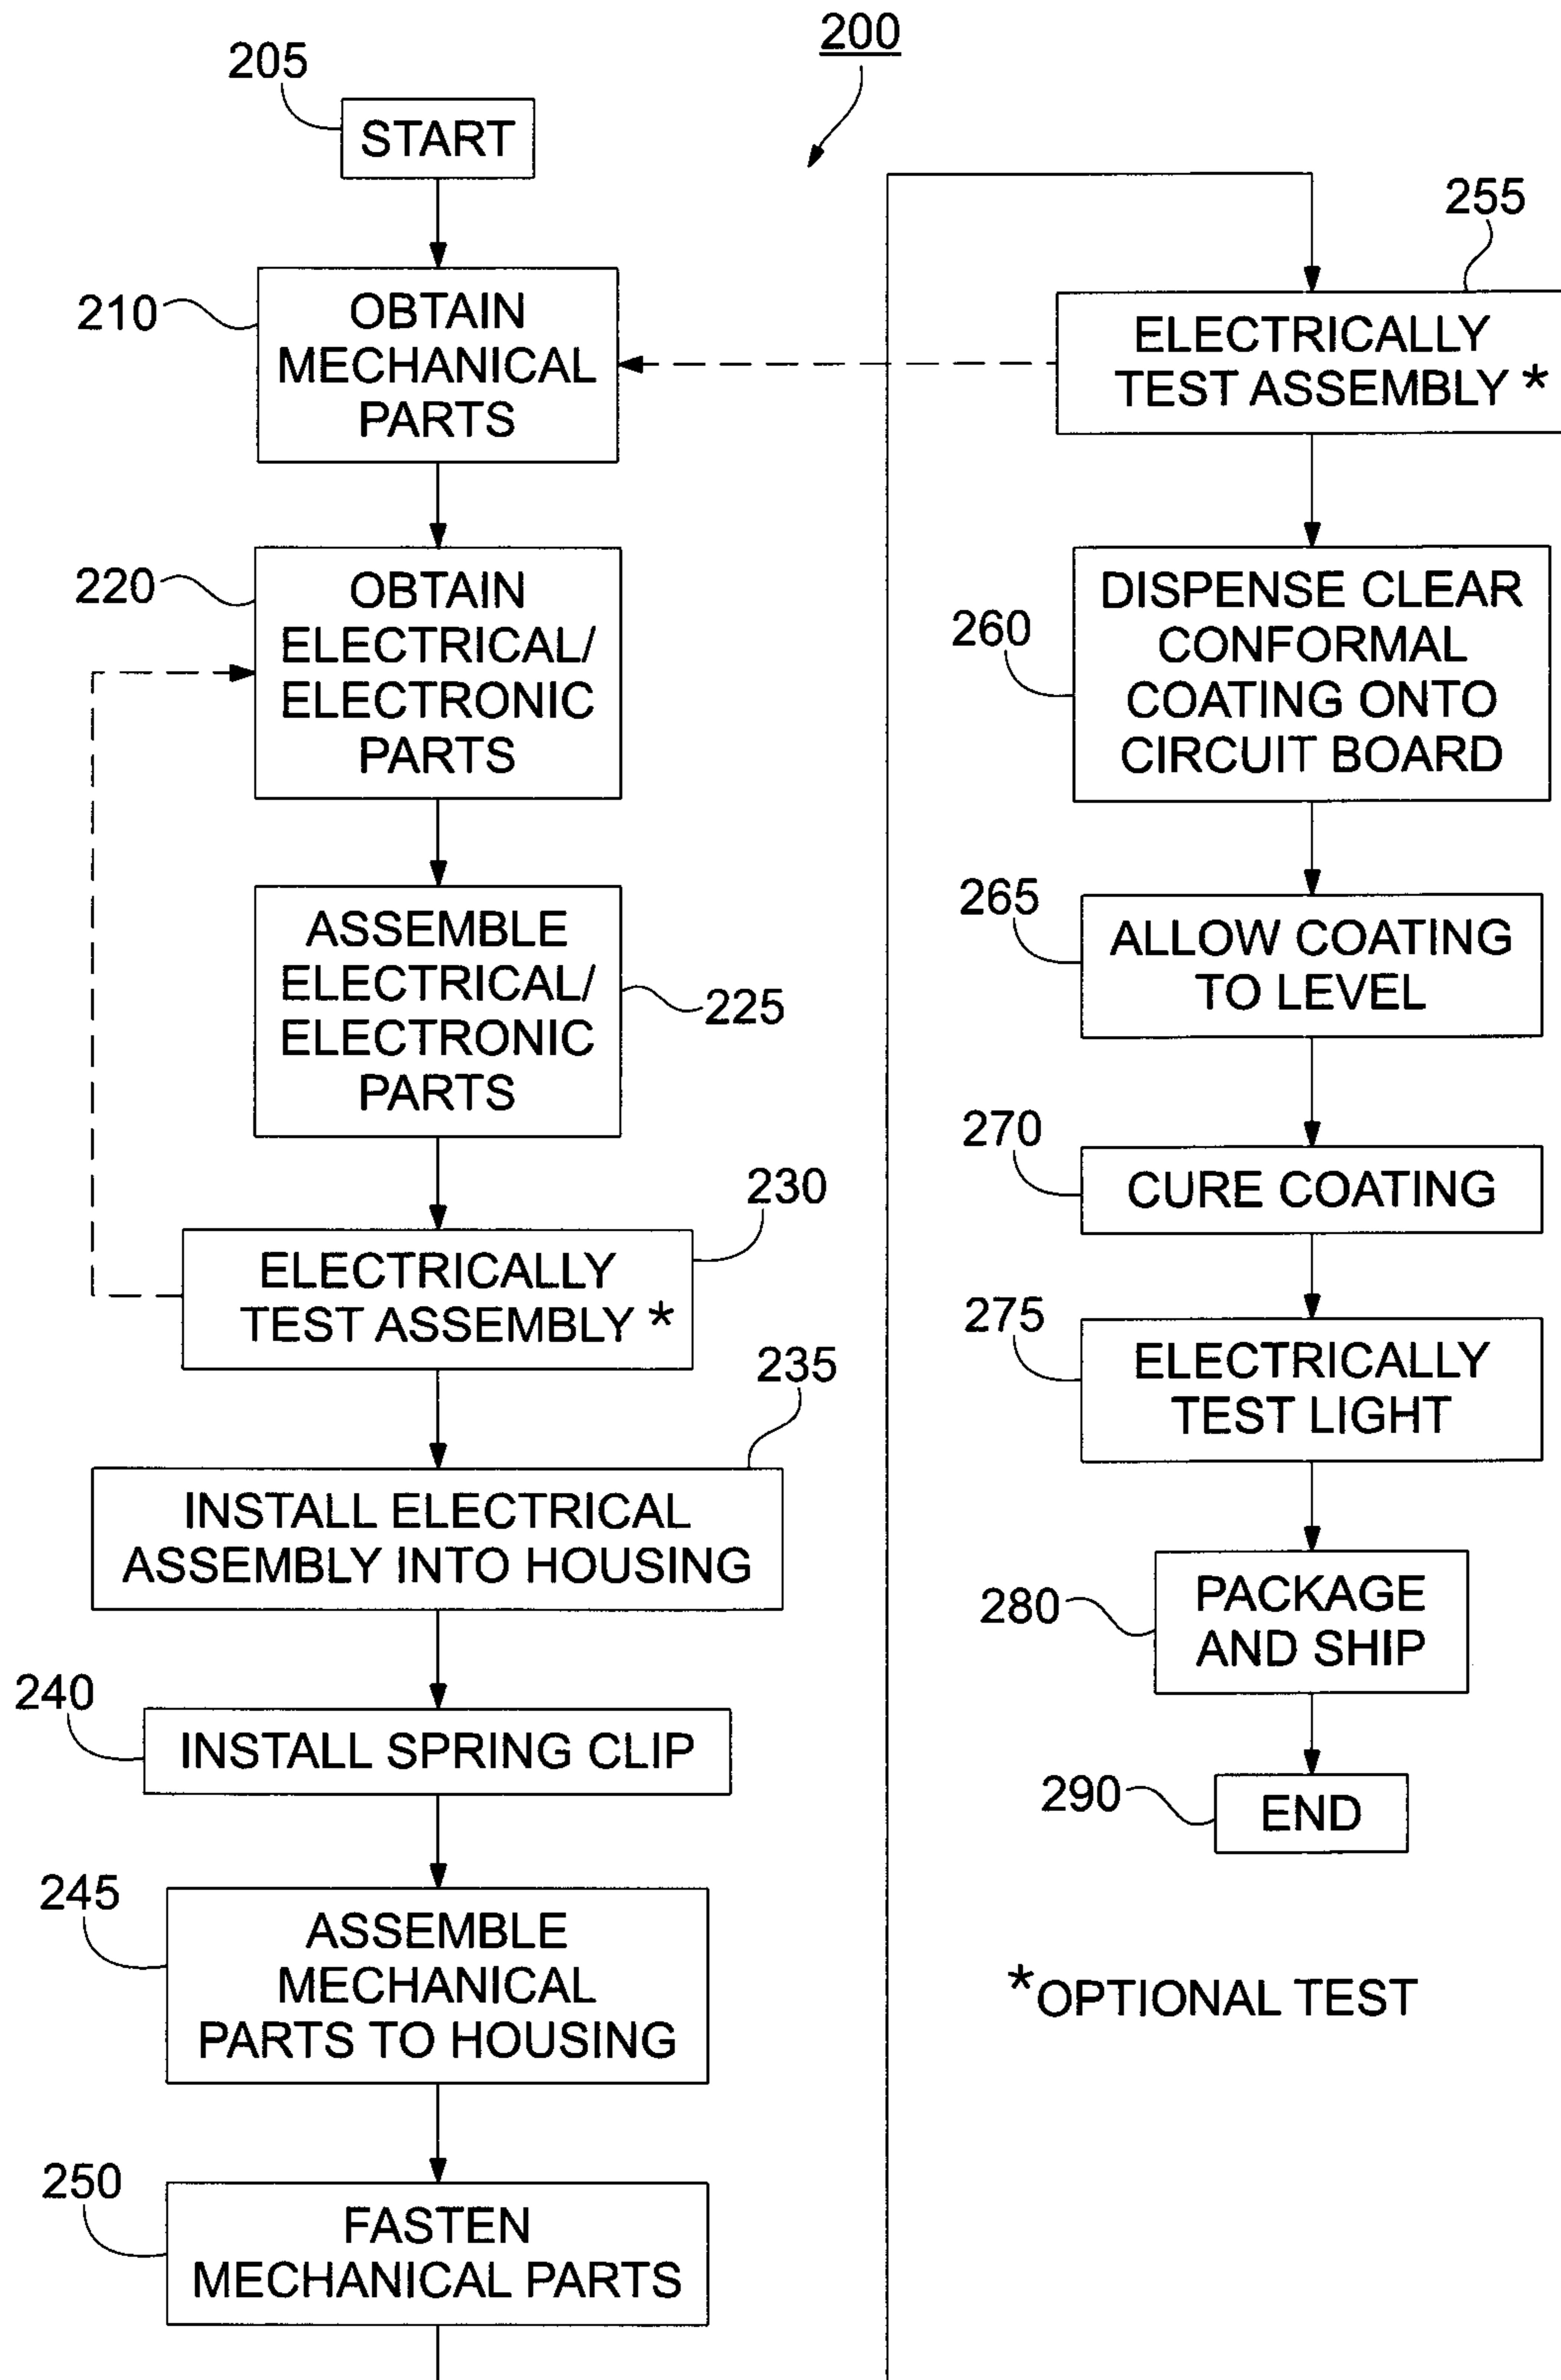 200
205
START
210
OBTAIN
MECHANICAL
PARTS
220
OBTAIN
ELECTRICAL/
ELECTRONIC
PARTS
ASSEMBLE
ELECTRICAL/
ELECTRONIC
PARTS
225
230
ELECTRICALLY
TEST ASSEMBLY *
235
INSTALL ELECTRICAL
ASSEMBLY INTO HOUSING
240
INSTALL SPRING CLIP
245
ASSEMBLE
MECHANICAL
PARTS TO HOUSING
250
FASTEN
MECHANICAL PARTS
255
ELECTRICALLY
TEST ASSEMBLY *
260
DISPENSE CLEAR
CONFORMAL
COATING ONTO
CIRCUIT BOARD
265
ALLOW COATING
TO LEVEL
270
CURE COATING
275
ELECTRICALLY
TEST LIGHT
280
PACKAGE
AND SHIP
290
END
*OPTIONAL TEST